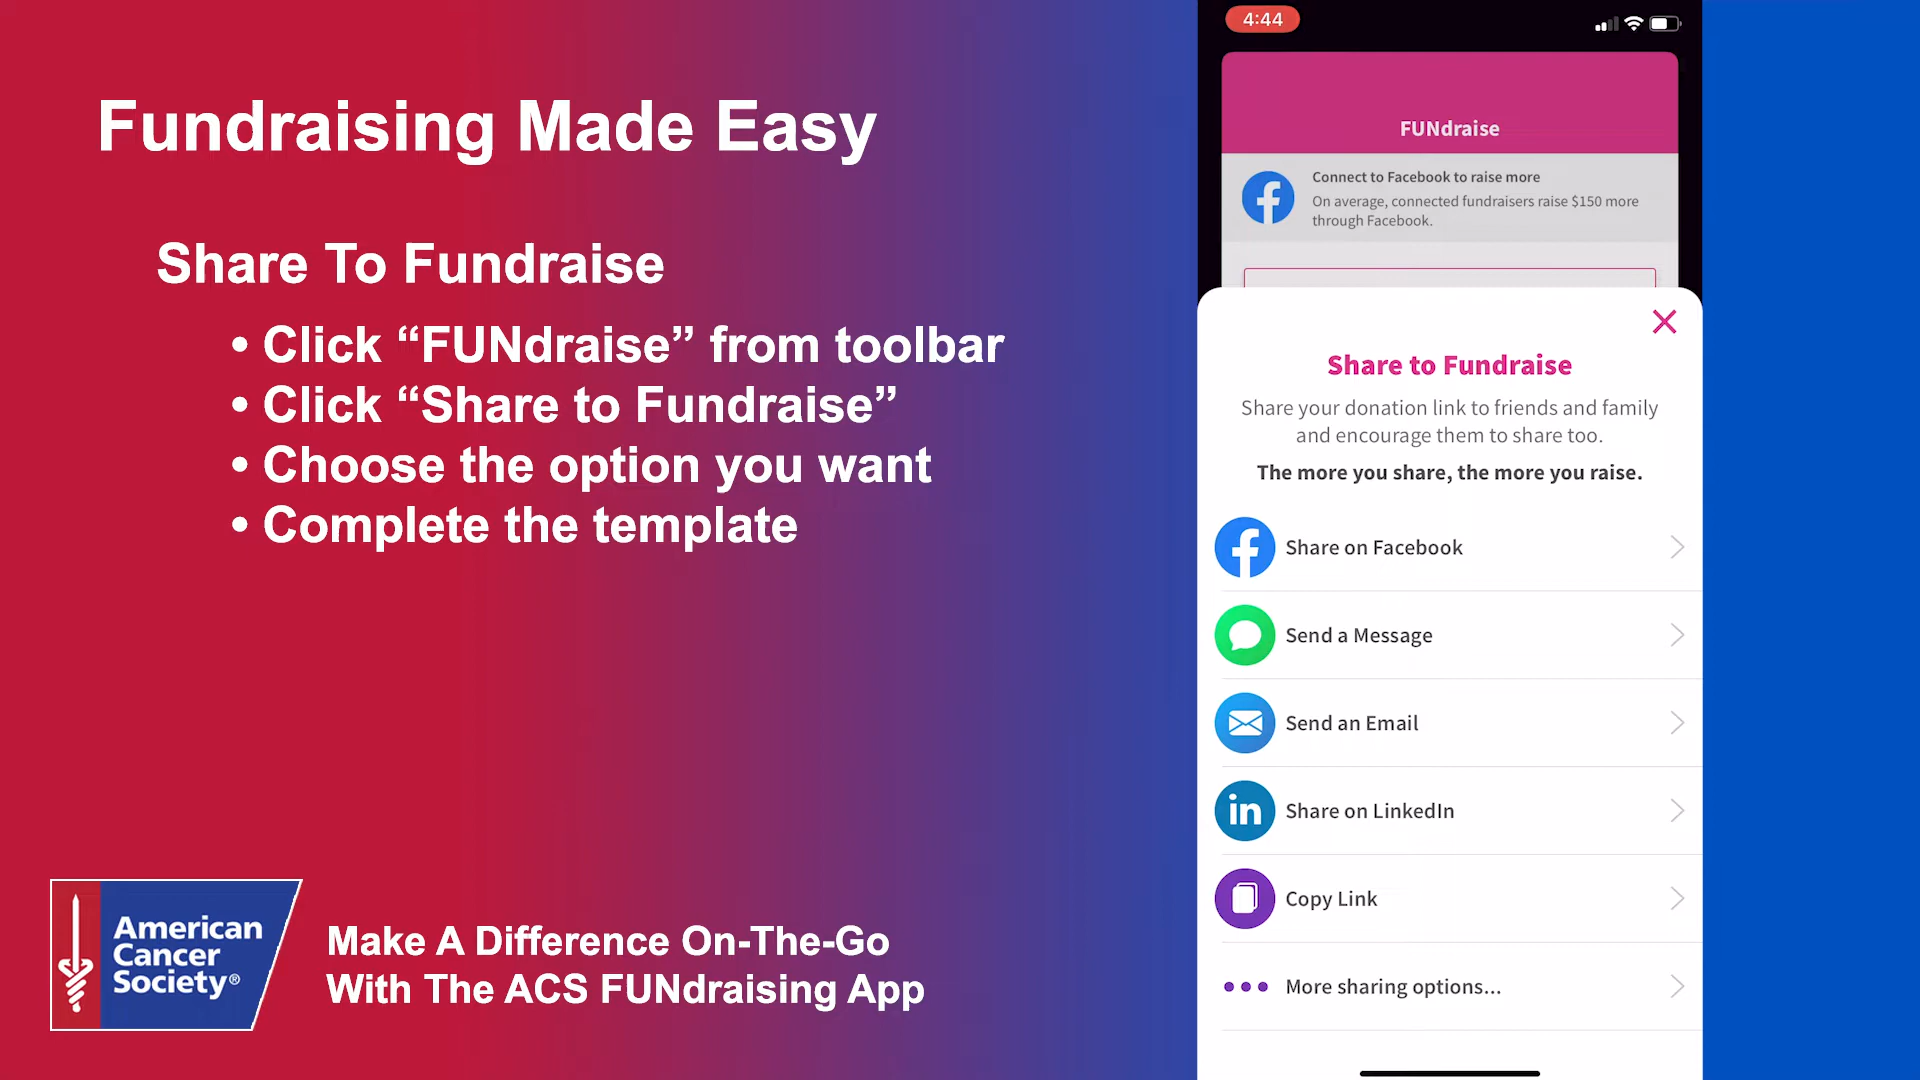 Fundraising Made Easy
Share To Fundraise
• Click “FUNdraise” from toolbar
• Click “Share to Fundraise”
• Choose the option you want
• Complete the template
American
Cancer
Society®
Make A Difference On-The-Go
With The ACS FUNdraising App
4:44
FUNdraise
Connect to Facebook to raise more
On average, connected fundraisers raise $150 more
through Facebook.
Share to Fundraise
Share your donation link to friends and family
and encourage them to share too.
The more you share, the more you raise.
Share on Facebook
Send a Message
Send an Email
in Share on LinkedIn
Copy Link
More sharing options...